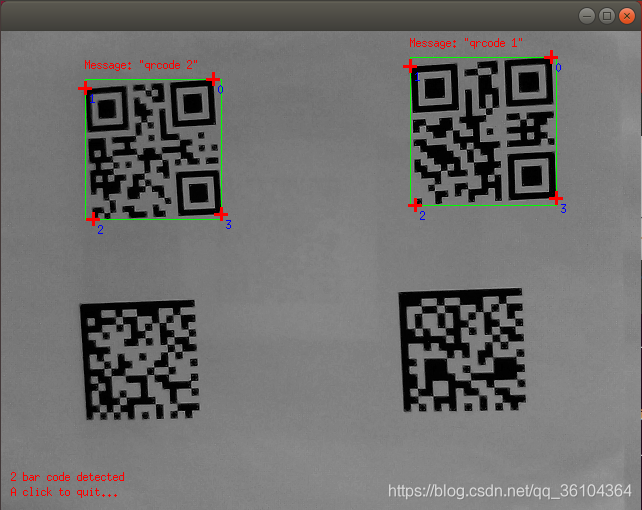 Message: "qrcode 1"
Message: "qrcode 2"
0
1
0
2
3
2
3
2 bar code detected
A click to quit...
https://blog.csdn.net/qq_36104364